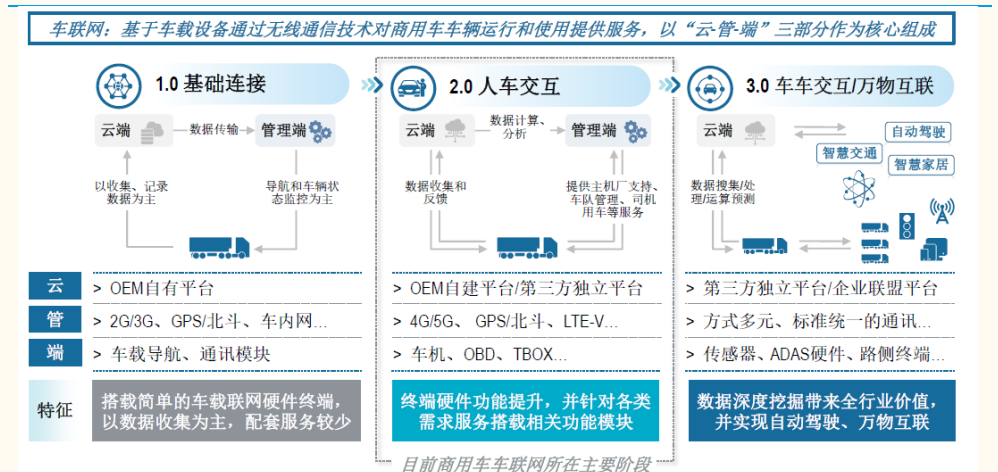 车联网：基于车载设备通过无线通信技术对商用车车辆运行和使用提供服务，以“云-管-端”三部分作为核心组成
1.0 基础连接
云端
数据传输
管理端
以收集、记录
数据为主
导航和车辆状
态监控为主
2.0 人车交互
云端
数据计算、
分析
管理端
数据收集和
反馈
提供主机厂支持、
车队管理、司机
用车等服务
3.0 车车交互/万物互联
云端
自动驾驶
智慧交通
智慧家居
数据搜集/处
理/运算预测
云
> OEM自有平台
> OEM自建平台/第三方独立平台
> 第三方独立平台/企业联盟平台
管
> 2G/3G、GPS/北斗、车内网...
> 4G/5G、 GPS/北斗、LTE-V...
> 方式多元、标准统一的通讯...
端
> 车载导航、通讯模块
> 车机、OBD、TBOX...
> 传感器、ADAS硬件、路侧终端...
特征
搭载简单的车载联网硬件终端，
以数据收集为主，配套服务较少
终端硬件功能提升，并针对各类
需求服务搭载相关功能模块
数据深度挖掘带来全行业价值，
并实现自动驾驶、万物互联
目前商用车车联网所在主要阶段